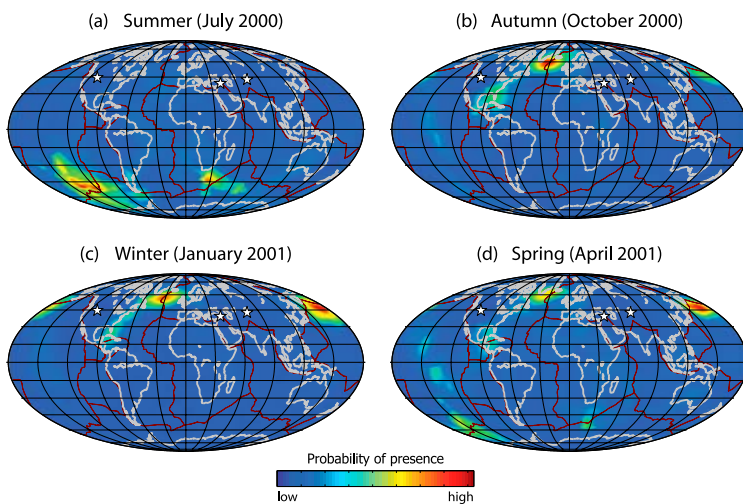 (a) Summer (July 2000)
(b) Autumn (October 2000)
(c) Winter (January 2001)
(d) Spring (April 2001)
Probability of presence
low high